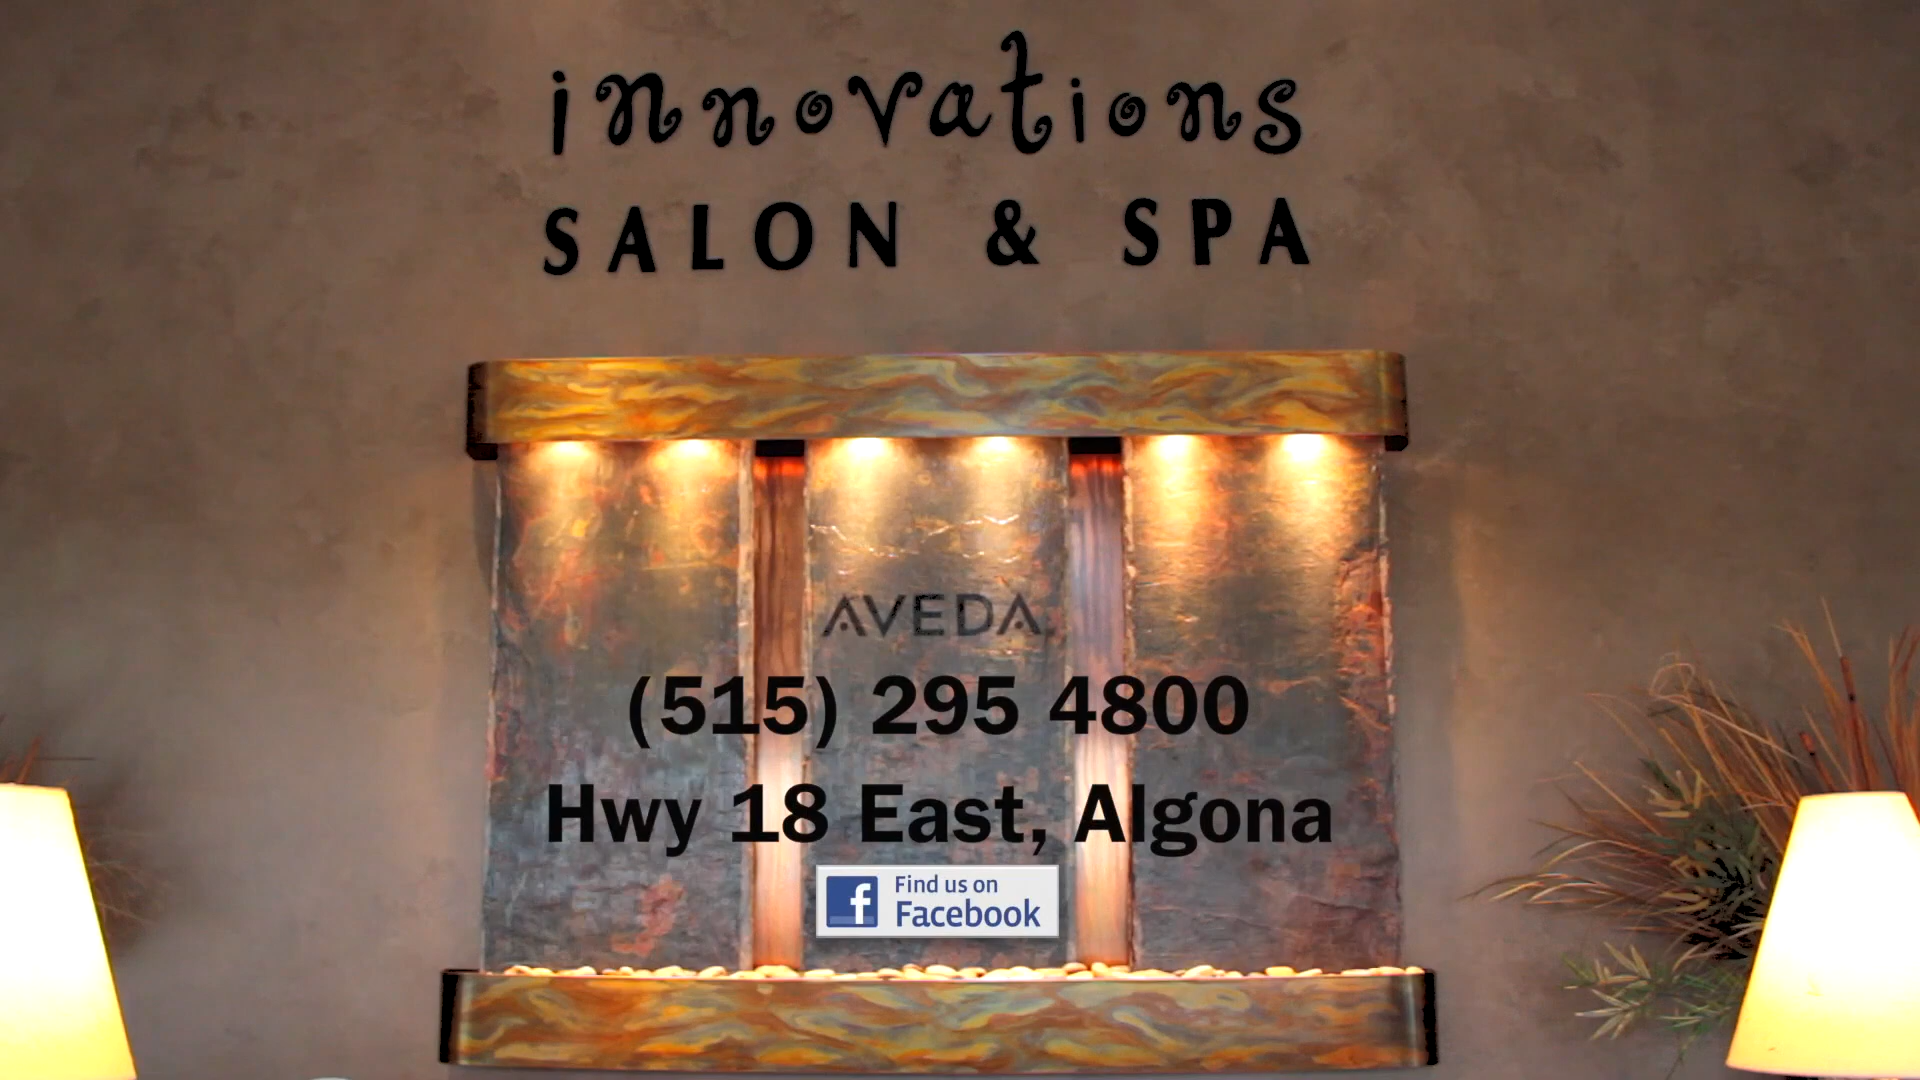 innovations
SALON & SPA
AVEDA
(515) 295 4800
Hwy 18 East, Algona
Find us on
Facebook